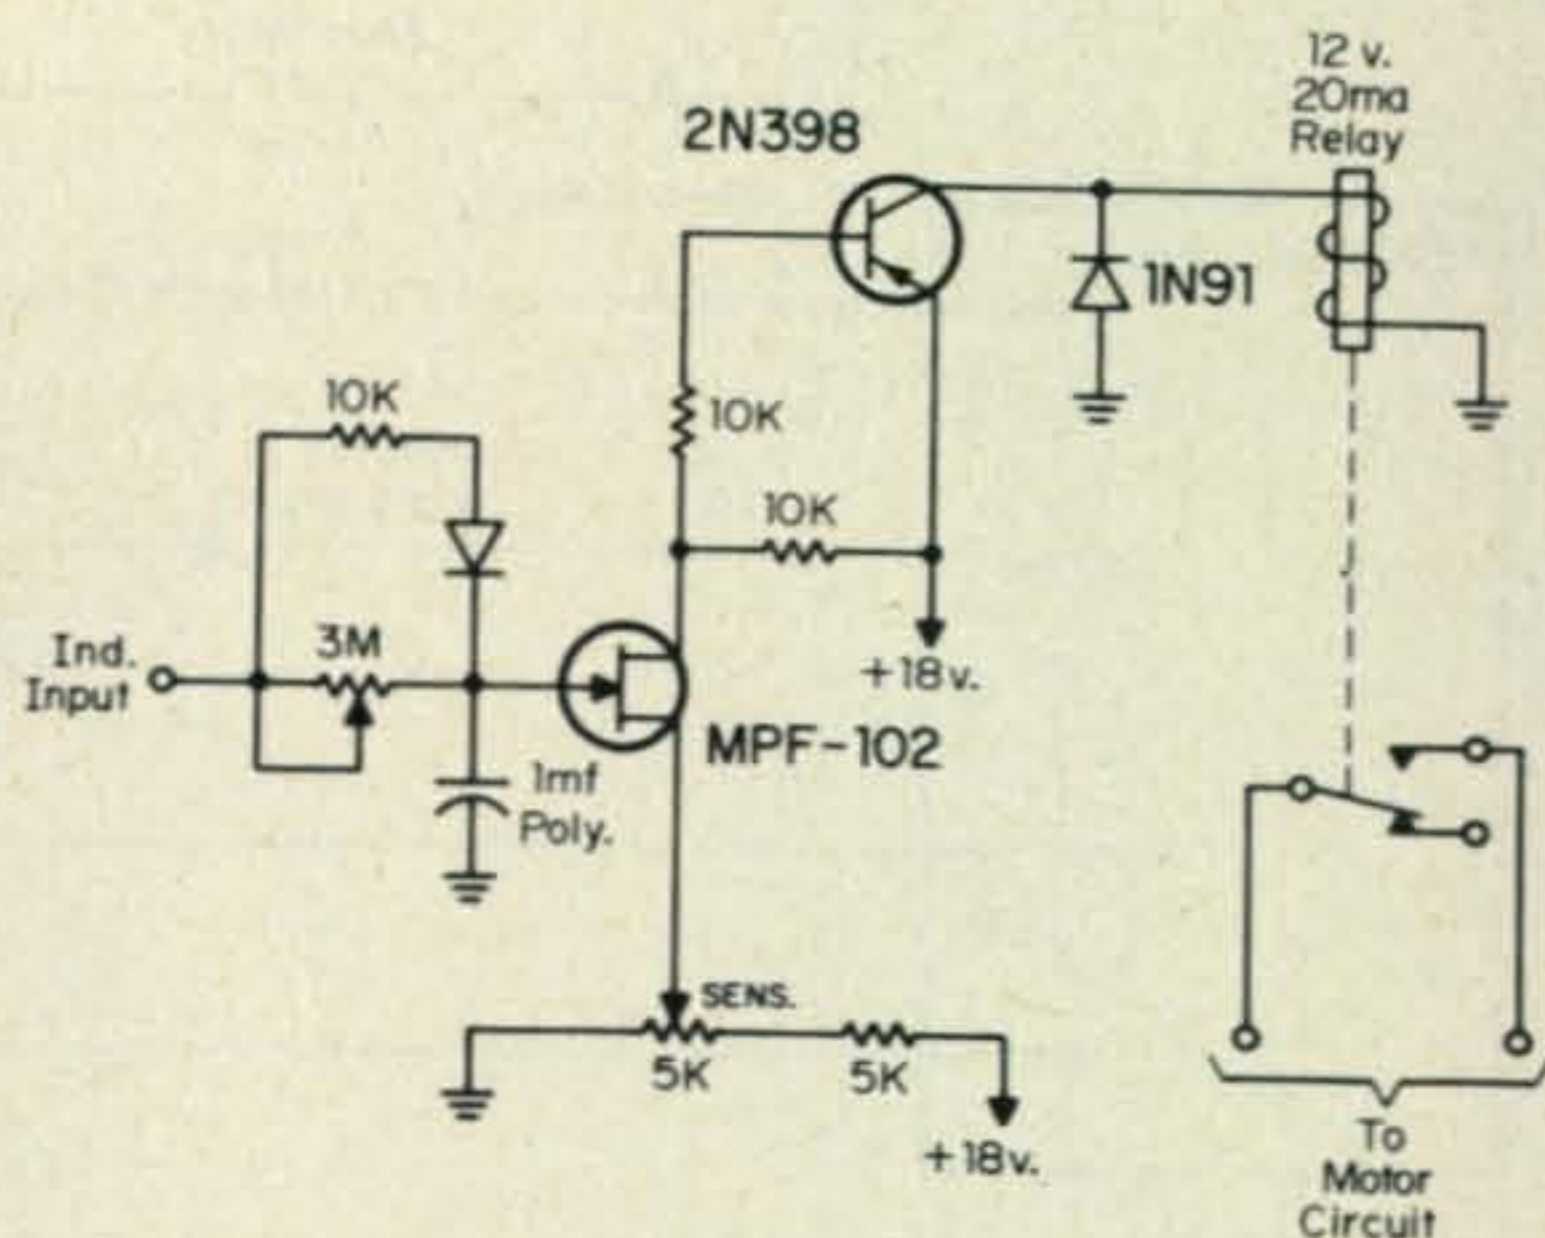 12 v.
20ma
Relay
2N398
1N91
10K
10K
10K
Ind.
Input
3M
+18v.
MPF-102
1mf
Poly.
SENS.
5K
5K
+18v.
To
Motor
Circuit